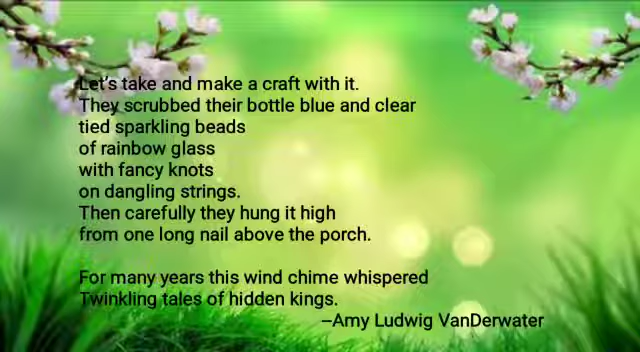 Let's take and make a craft with it.
They scrubbed their bottle blue and clear
tied sparkling beads
of rainbow glass
with fancy knots
on dangling strings.
Then carefully they hung it high
from one long nail above the porch.
For many years this wind chime whispered
Twinkling tales of hidden kings.
–Amy Ludwig VanDerwater